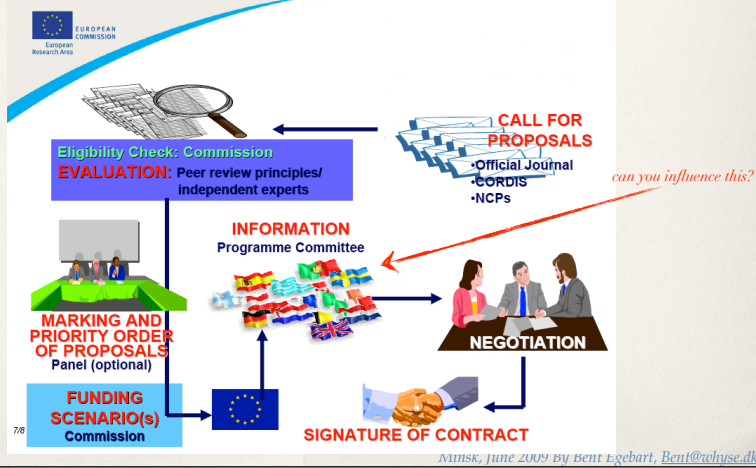 EUROPEAN
COMMISSION
European
Research Area
CALL FOR
PROPOSALS
•Official Journal
•CORDIS
•NCPs
Eligibility Check: Commission
EVALUATION: Peer review principles/
independent experts
can you influence this?
INFORMATION
Programme Committee
MARKING AND
PRIORITY ORDER
OF PROPOSALS
Panel (optional)
NEGOTIATION
FUNDING
SCENARIO(s)
Commission
7/8
SIGNATURE OF CONTRACT
Minsk, June 2009 By Bent Egebart, Bent@whyse.dk